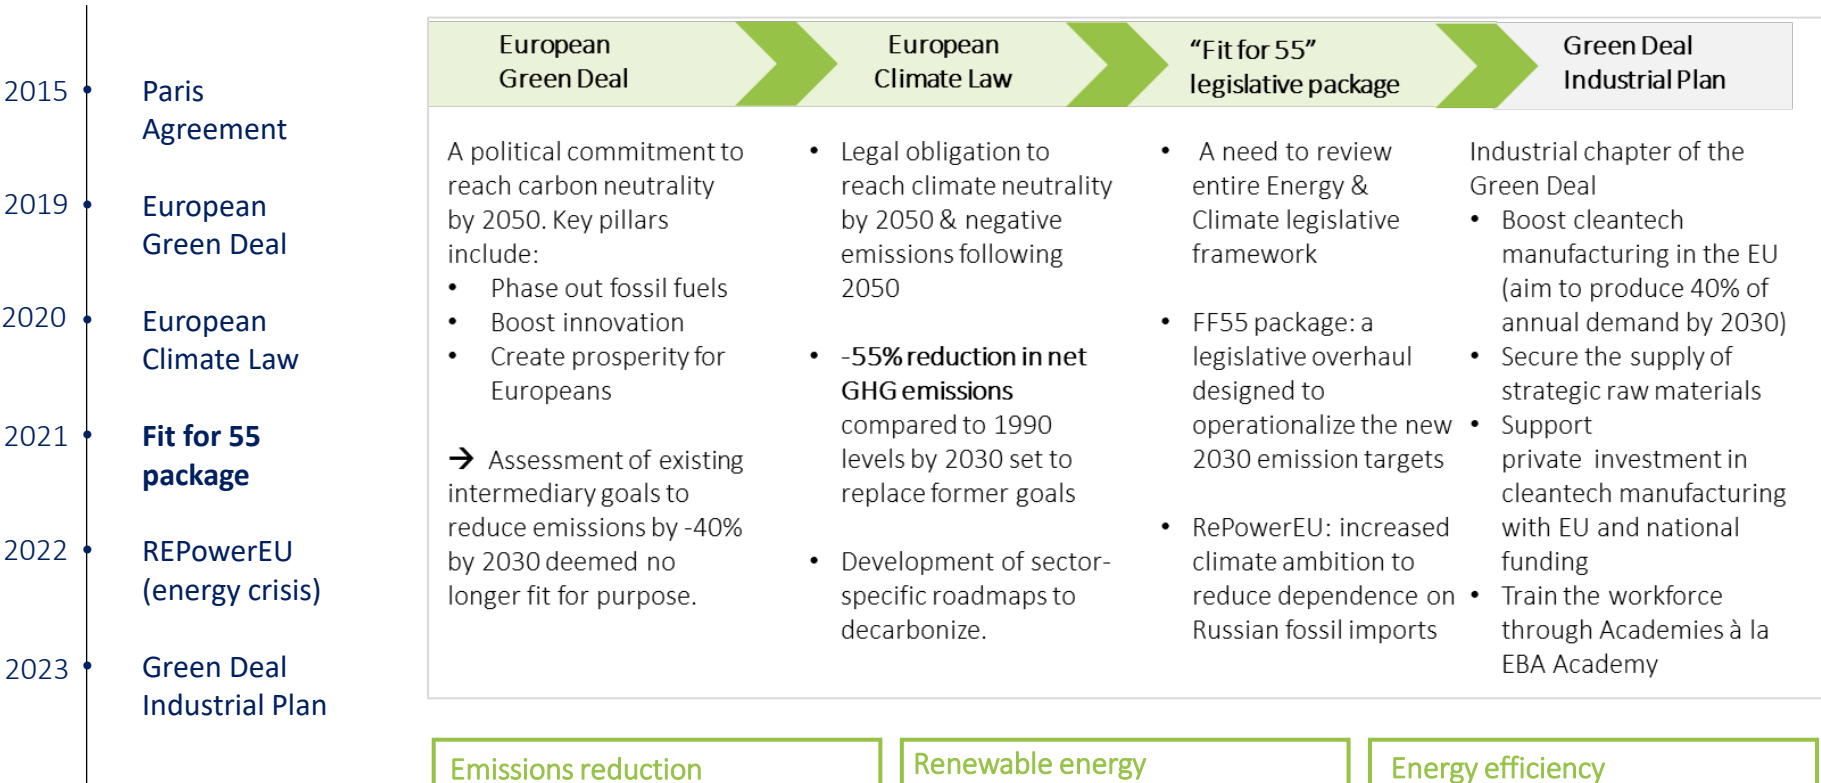 2015
Paris
Agreement
2019
European
Green Deal
2020
European
Climate Law
2021
Fit for 55
package
2022
REPowerEU
(energy crisis)
2023
Green Deal
Industrial Plan
European
Green Deal
A political commitment to
reach carbon neutrality
by 2050. Key pillars
include:
• Phase out fossil fuels
• Boost innovation
• Create prosperity for
Europeans
→ Assessment of existing
intermediary goals to
reduce emissions by -40%
by 2030 deemed no
longer fit for purpose.
European
Climate Law
• Legal obligation to
reach climate neutrality
by 2050 & negative
emissions following
2050
• -55% reduction in net
GHG emissions
compared to 1990
levels by 2030 set to
replace former goals
• Development of sector-
specific roadmaps to
decarbonize.
“Fit for 55”
legislative package
• A need to review
entire Energy &
Climate legislative
framework
• FF55 package: a
legislative overhaul
designed to
operationalize the new
2030 emission targets
• RePowerEU: increased
climate ambition to
reduce dependence on
Russian fossil imports
Green Deal
Industrial Plan
Industrial chapter of the
Green Deal
• Boost cleantech
manufacturing in the EU
(aim to produce 40% of
annual demand by 2030)
• Secure the supply of
strategic raw materials
• Support
private investment in
cleantech manufacturing
with EU and national
funding
• Train the workforce
through Academies à la
EBA Academy
Emissions reduction
Renewable energy
Energy efficiency